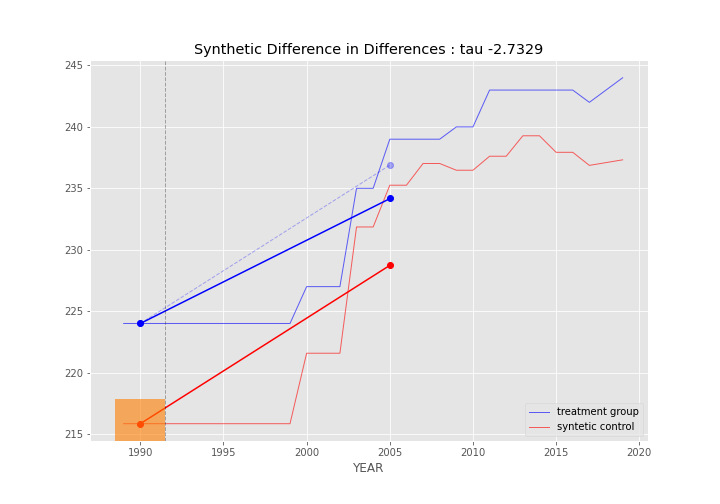 Synthetic Difference in Differences : tau -2.7329
245
240
235
230
225
220
215
treatment group
syntetic control
1990 1995 2000 2005 2010 2015 2020
YEAR